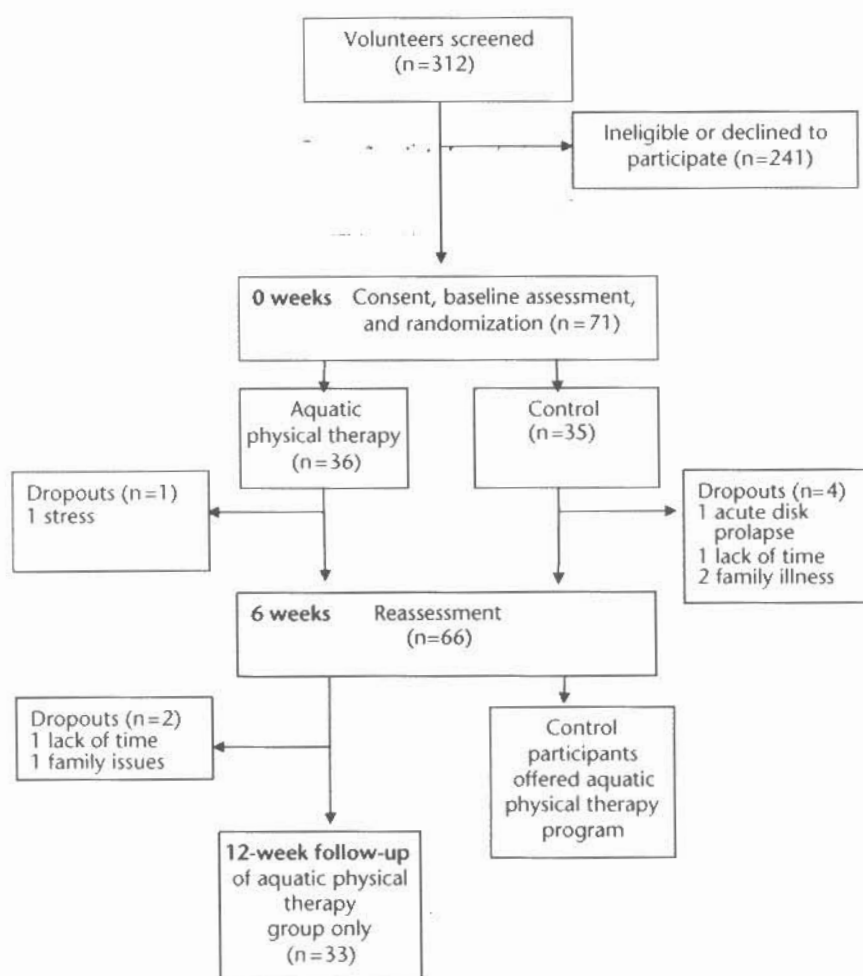 Volunteers screened
(n=312)
Ineligible or declined to
participate (n=241)
0 weeks Consent, baseline assessment,
and randomization (n=71)
Aquatic
physical therapy
(n=36)
Control
(n=35)
Dropouts (n=1)
1 stress
Dropouts (n=4)
1 acute disk
prolapse
1 lack of time
2 family illness
6 weeks Reassessment
(n=66)
Dropouts (n=2)
1 lack of time
1 family issues
Control
participants
offered aquatic
physical therapy
program
12-week follow-up
of aquatic physical
therapy
group only
(n=33)